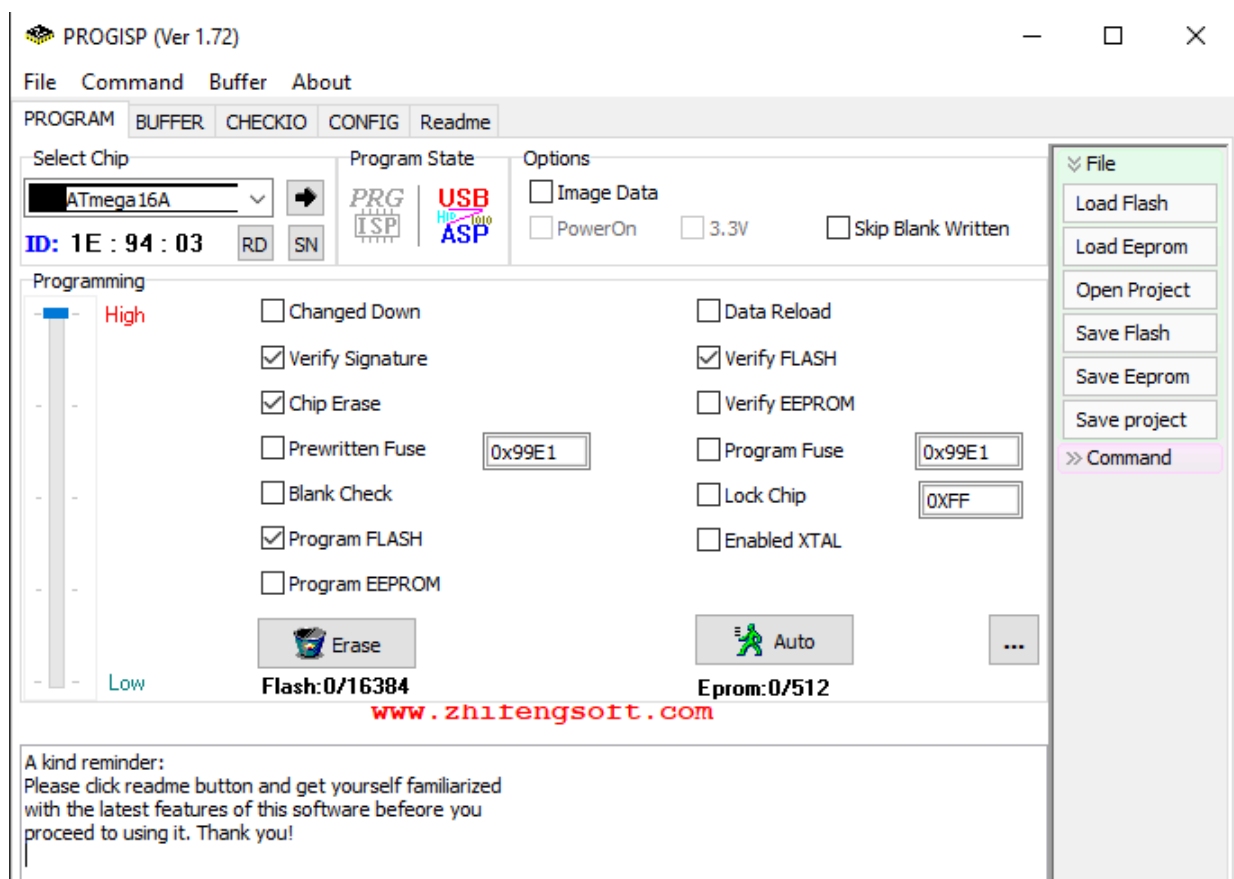 PROGISP (Ver 1.72)
File Command Buffer About
PROGRAM BUFFER CHECKIO CONFIG Readme
Select Chip
ATmega16A
ID: 1E : 94 : 03 RD SN
Program State
PRG
ISP
USB
ASP
Options
Image Data
PowerOn 3.3V Skip Blank Written
Programming
High
Low
Changed Down
Verify Signature
Chip Erase
Prewritten Fuse 0x99E1
Blank Check
Program FLASH
Program EEPROM
Erase
Flash:0/16384
Data Reload
Verify FLASH
Verify EEPROM
Program Fuse 0x99E1
Lock Chip 0XFF
Enabled XTAL
Auto ...
Eprom:0/512
www.zhifengsoft.com
A kind reminder:
Please click readme button and get yourself familiarized
with the latest features of this software befeore you
proceed to using it. Thank you!
File
Load Flash
Load Eeprom
Open Project
Save Flash
Save Eeprom
Save project
Command